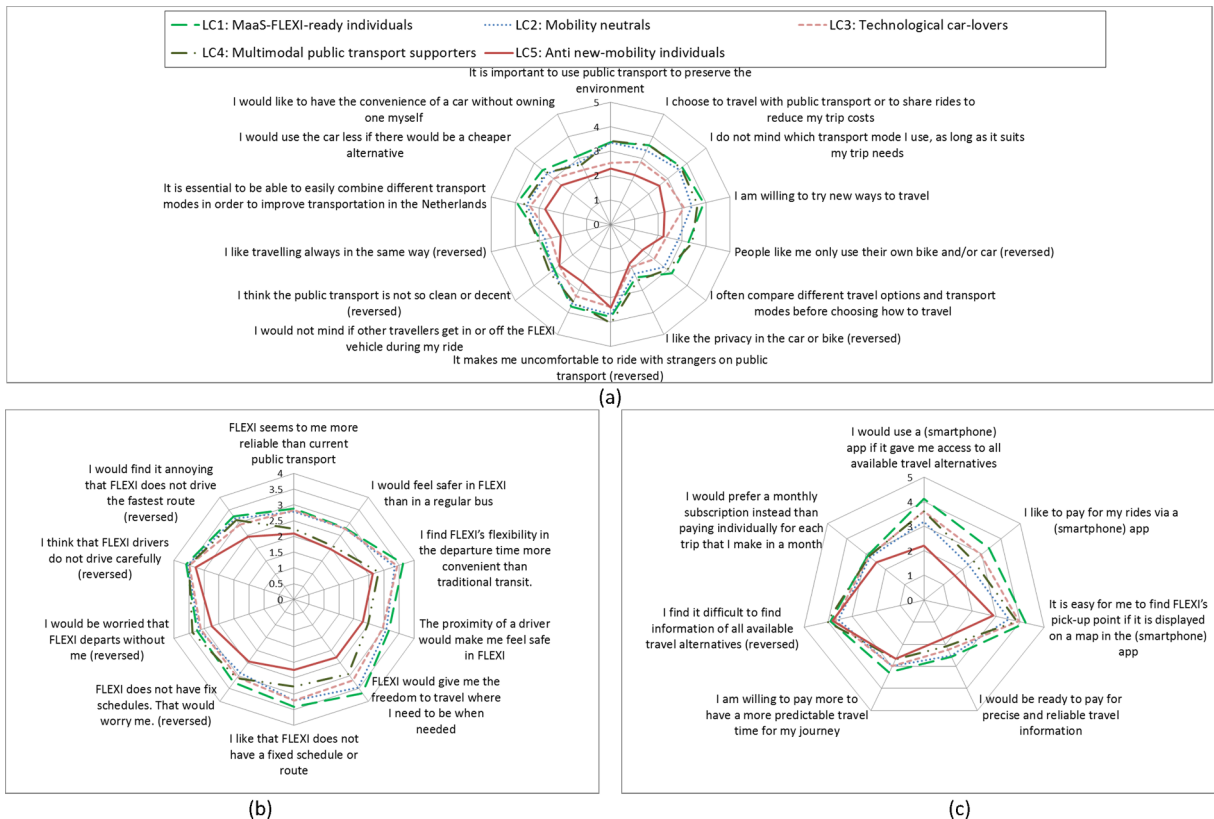 LC1: MaaS-FLEXI-ready individuals
LC2: Mobility neutrals
LC3: Technological car-lovers
LC4: Multimodal public transport supporters
LC5: Anti new-mobility individuals
It is important to use public transport to preserve the
environment
I would like to have the convenience of a car without owning
one myself
I choose to travel with public transport or to share rides to
reduce my trip costs
I would use the car less if there would be a cheaper
alternative
I do not mind which transport mode I use, as long as it suits
my trip needs
It is essential to be able to easily combine different transport
modes in order to improve transportation in the Netherlands
I am willing to try new ways to travel
I like travelling always in the same way (reversed)
People like me only use their own bike and/or car (reversed)
I think the public transport is not so clean or decent
(reversed)
I often compare different travel options and transport
modes before choosing how to travel
I would not mind if other travellers get in or off the FLEXI
vehicle during my ride
I like the privacy in the car or bike (reversed)
It makes me uncomfortable to ride with strangers on public
transport (reversed)
5
4
3
2
1
0
(a)
FLEXI seems to me more
reliable than current
public transport
I would find it annoying
that FLEXI does not drive
the fastest route
(reversed)
I would feel safer in FLEXI
than in a regular bus
I think that FLEXI drivers
do not drive carefully
(reversed)
I find FLEXI's flexibility in
the departure time more
convenient than
traditional transit.
I would be worried that
FLEXI departs without
me (reversed)
The proximity of a driver
would make me feel safe
in FLEXI
FLEXI does not have fix
schedules. That would
worry me. (reversed)
FLEXI would give me the
freedom to travel where
I need to be when
needed
I like that FLEXI does not
have a fixed schedule or
route
4
3.5
3
2.5
2
1.5
1
0.5
0
(b)
I would use a (smartphone)
app if it gave me access to all
available travel alternatives
I would prefer a monthly
subscription instead than
paying individually for each
trip that I make in a month
I like to pay for my rides via a
(smartphone) app
I find it difficult to find
information of all available
travel alternatives (reversed)
It is easy for me to find FLEXI's
pick-up point if it is displayed
on a map in the (smartphone)
app
I am willing to pay more to
have a more predictable travel
time for my journey
I would be ready to pay for
precise and reliable travel
information
5
4
3
2
1
0
(c)